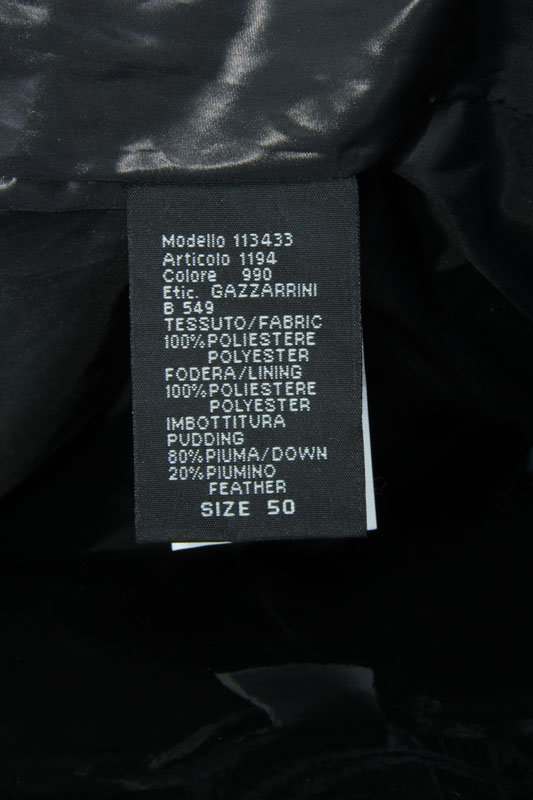 Modello 113433
Articolo 1194
Colore 990
Etic. GAZZARRINI
B 549
TESSUTO/FABRIC
100%POLIESTERE
POLYESTER
FODERA/LINING
100%POLIESTERE
POLYESTER
IMBOTTITURA
PUDDING
80%PIUMA/DOWN
20%PIUMINO
FEATHER
SIZE 50